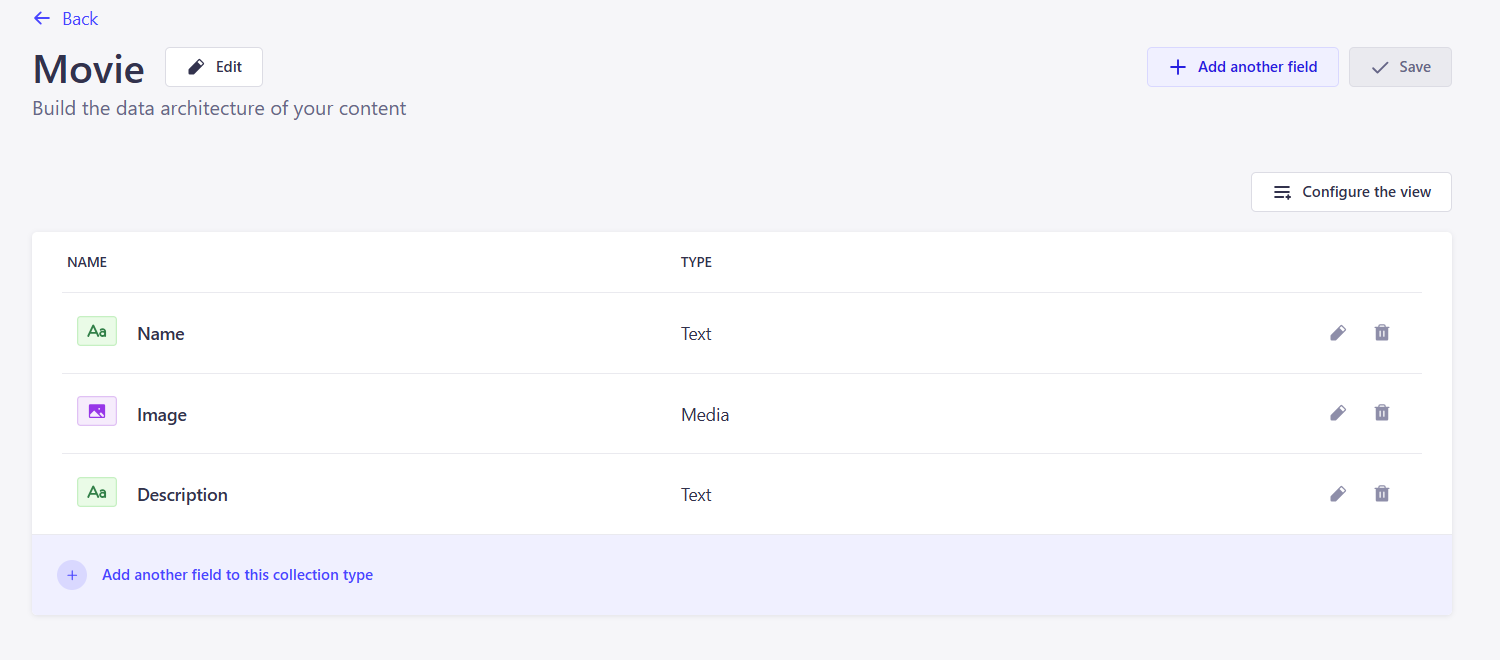 Back
Movie Edit Add another field Save
Build the data architecture of your content
Configure the view
NAME TYPE
Aa Name Text
Image Media
Aa Description Text
Add another field to this collection type